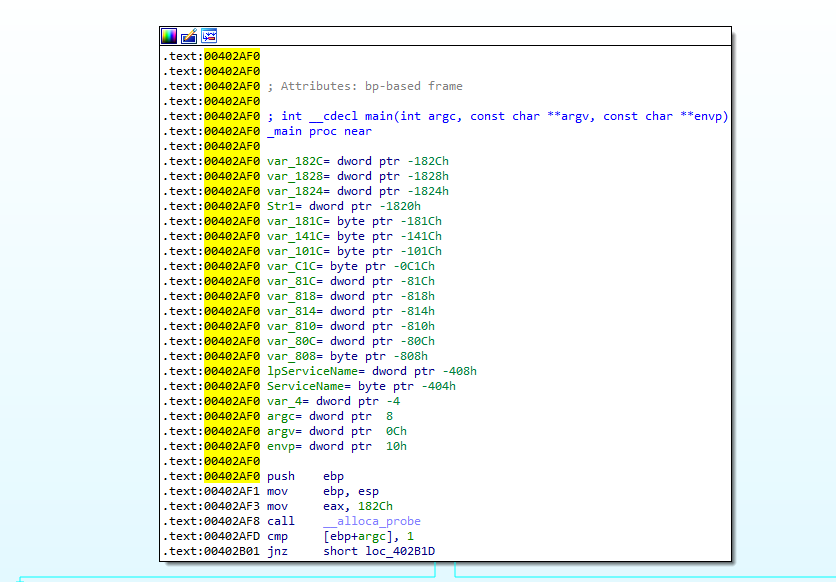 .text:00402AF0
.text:00402AF0
.text:00402AF0 ; Attributes: bp-based frame
.text:00402AF0
.text:00402AF0 ; int __cdecl main(int argc, const char **argv, const char **envp)
.text:00402AF0 _main proc near
.text:00402AF0
.text:00402AF0 var_182C= dword ptr -182Ch
.text:00402AF0 var_1828= dword ptr -1828h
.text:00402AF0 var_1824= dword ptr -1824h
.text:00402AF0 Str1= dword ptr -1820h
.text:00402AF0 var_181C= byte ptr -181Ch
.text:00402AF0 var_141C= byte ptr -141Ch
.text:00402AF0 var_101C= byte ptr -101Ch
.text:00402AF0 var_C1C= byte ptr -0C1Ch
.text:00402AF0 var_81C= dword ptr -81Ch
.text:00402AF0 var_818= dword ptr -818h
.text:00402AF0 var_814= dword ptr -814h
.text:00402AF0 var_810= dword ptr -810h
.text:00402AF0 var_80C= dword ptr -80Ch
.text:00402AF0 var_808= byte ptr -808h
.text:00402AF0 lpServiceName= dword ptr -408h
.text:00402AF0 ServiceName= byte ptr -404h
.text:00402AF0 var_4= dword ptr -4
.text:00402AF0 argc= dword ptr  8
.text:00402AF0 argv= dword ptr  0Ch
.text:00402AF0 envp= dword ptr  10h
.text:00402AF0
.text:00402AF0 push    ebp
.text:00402AF1 mov     ebp, esp
.text:00402AF3 mov     eax, 182Ch
.text:00402AF8 call    __alloca_probe
.text:00402AFD cmp     [ebp+argc], 1
.text:00402B01 jnz     short loc_402B1D